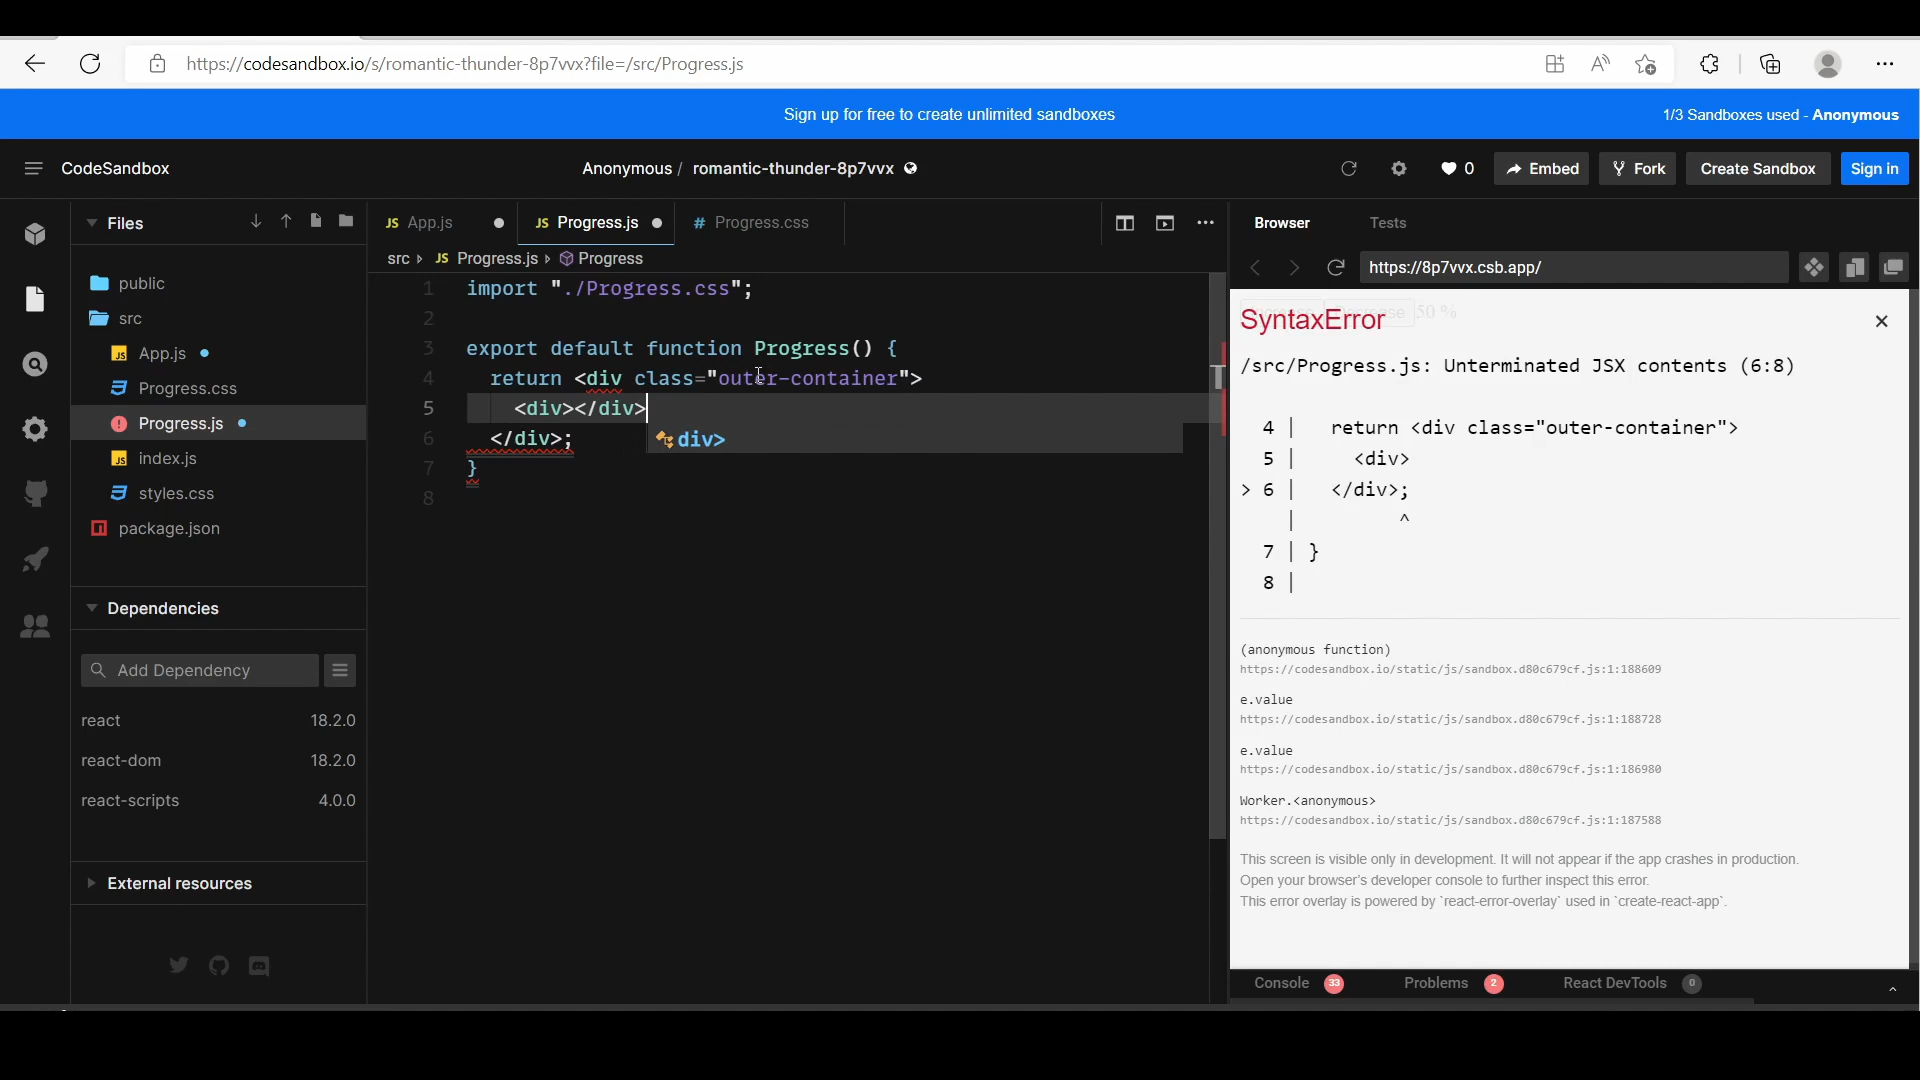 https://codesandbox.io/s/romantic-thunder-8p7vvx?file=/src/Progress.js
Sign up for free to create unlimited sandboxes
1/3 Sandboxes used - Anonymous
CodeSandbox
Anonymous / romantic-thunder-8p7vvx
0
Embed
Fork
Create Sandbox
Sign in
Files
JS App.js
JS Progress.js
# Progress.css
Browser
Tests
src
JS Progress.js
Progress
https://8p7vvx.csb.app/
public
src
JS App.js
Progress.css
Progress.js
JS index.js
styles.css
package.json
Dependencies
Add Dependency
react 18.2.0
react-dom 18.2.0
react-scripts 4.0.0
External resources
1 import "./Progress.css";
2
3 export default function Progress() {
4 return <div class="outer-container">
5 <div></div>
6 </div>;
div>
7 }
8
50 %
SyntaxError
/src/Progress.js: Unterminated JSX contents (6:8)
4 | return <div class="outer-container">
5 | <div>
> 6 | </div>;
| ^
7 | }
8 |
(anonymous function)
https://codesandbox.io/static/js/sandbox.d80c679cf.js:1:188609
e.value
https://codesandbox.io/static/js/sandbox.d80c679cf.js:1:188728
e.value
https://codesandbox.io/static/js/sandbox.d80c679cf.js:1:186980
Worker.<anonymous>
https://codesandbox.io/static/js/sandbox.d80c679cf.js:1:187588
This screen is visible only in development. It will not appear if the app crashes in production.
Open your browser's developer console to further inspect this error.
This error overlay is powered by `react-error-overlay` used in `create-react-app`.
Console 33
Problems 2
React DevTools 0